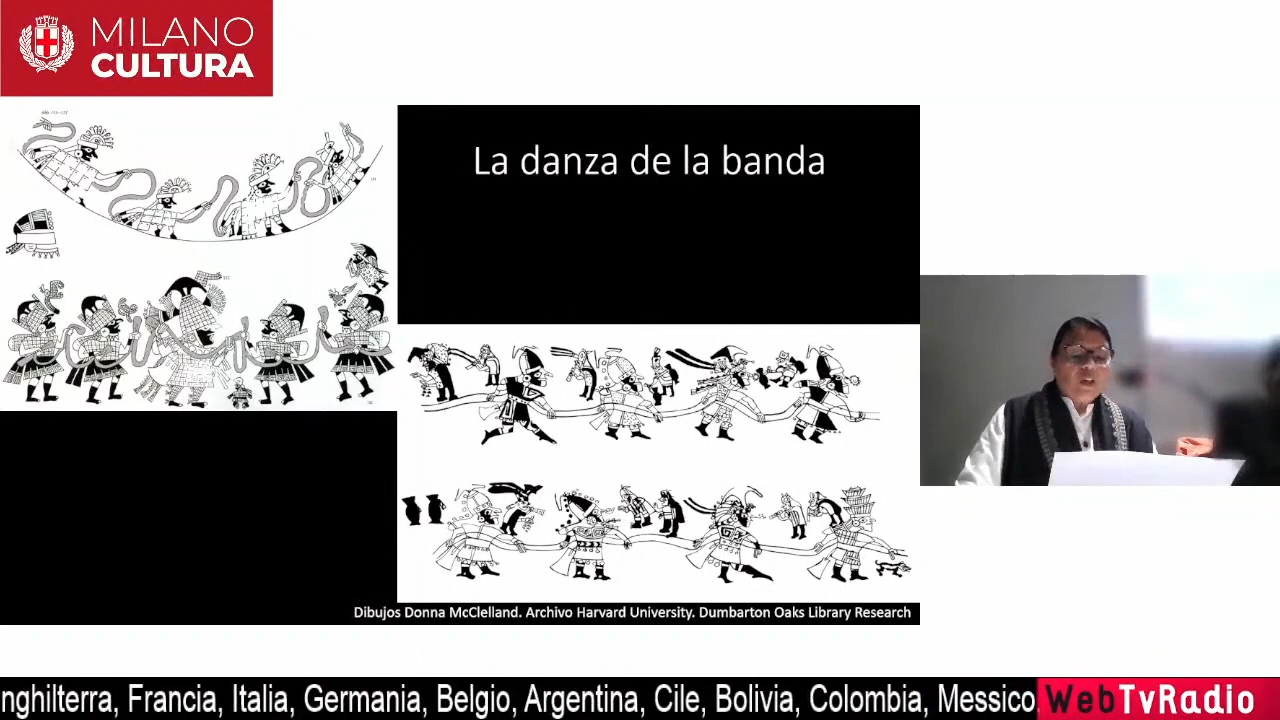 MILANO
CULTURA
La danza de la banda
Dibujos Donna McClelland. Archivo Harvard University. Dumbarton Oaks Library Research
nghilterra, Francia, Italia, Germania, Belgio, Argentina, Cile, Bolivia, Colombia, Messico
WebTvRadio